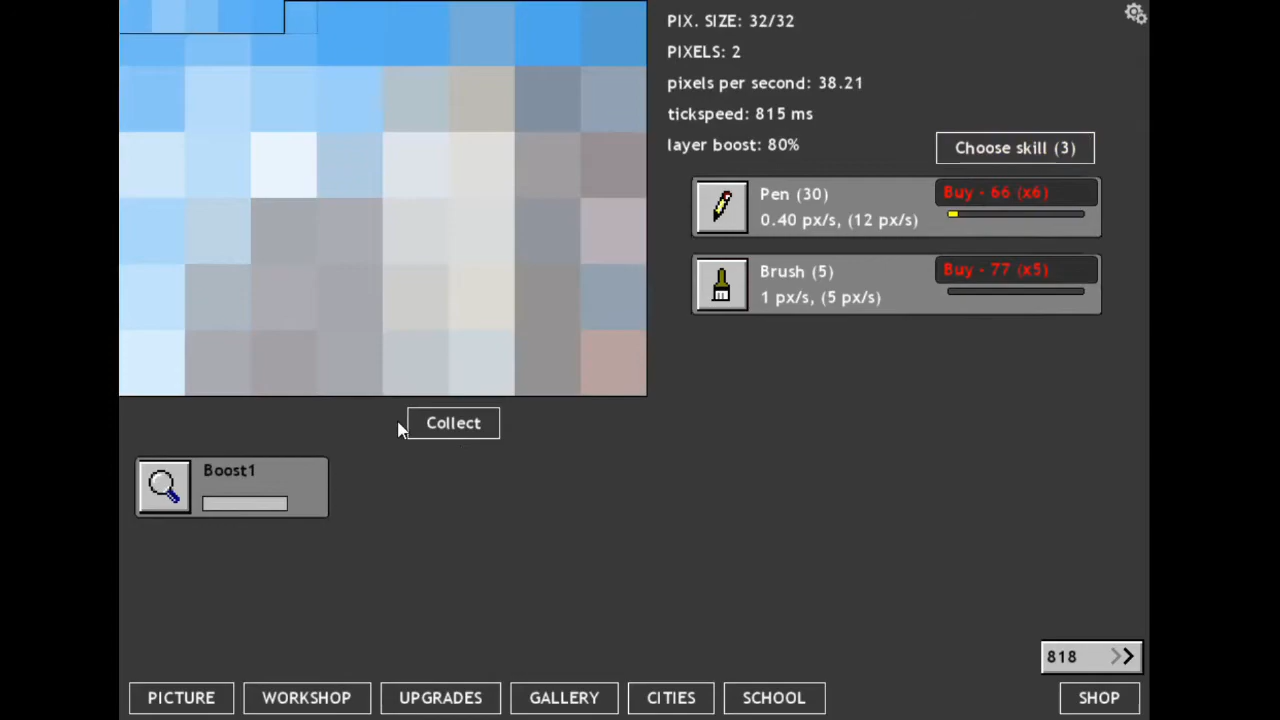 PIX. SIZE: 32/32
PIXELS: 2
pixels per second: 38.21
tickspeed: 815 ms
layer boost: 80%
Choose skill (3)
Pen (30)
Buy - 66 (x6)
0.40 px/s, (12 px/s)
Brush (5)
Buy - 77 (x5)
1 px/s, (5 px/s)
Collect
Boost1
818
PICTURE
WORKSHOP
UPGRADES
GALLERY
CITIES
SCHOOL
SHOP